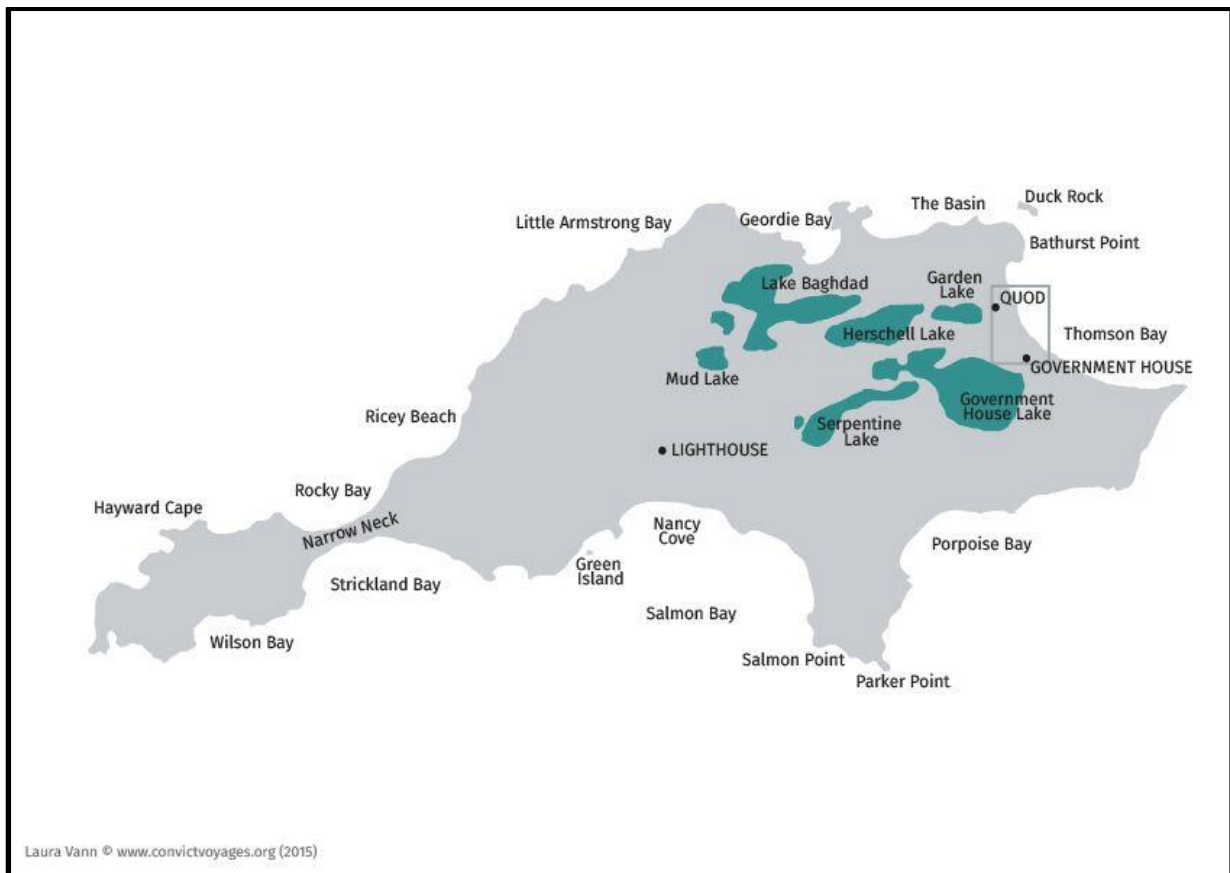 Duck Rock
The Basin
Little Armstrong Bay
Geordie Bay
Bathurst Point
Lake Baghdad
Garden
Lake
QUOD
Herschell Lake
Thomson Bay
GOVERNMENT HOUSE
Mud Lake
Government
House Lake
Ricey Beach
Serpentine
Lake
LIGHTHOUSE
Rocky Bay
Hayward Cape
Narrow Neck
Nancy
Cove
Porpoise Bay
Green
Island
Strickland Bay
Salmon Bay
Wilson Bay
Salmon Point
Parker Point
Laura Vann © www.convictvoyages.org (2015)